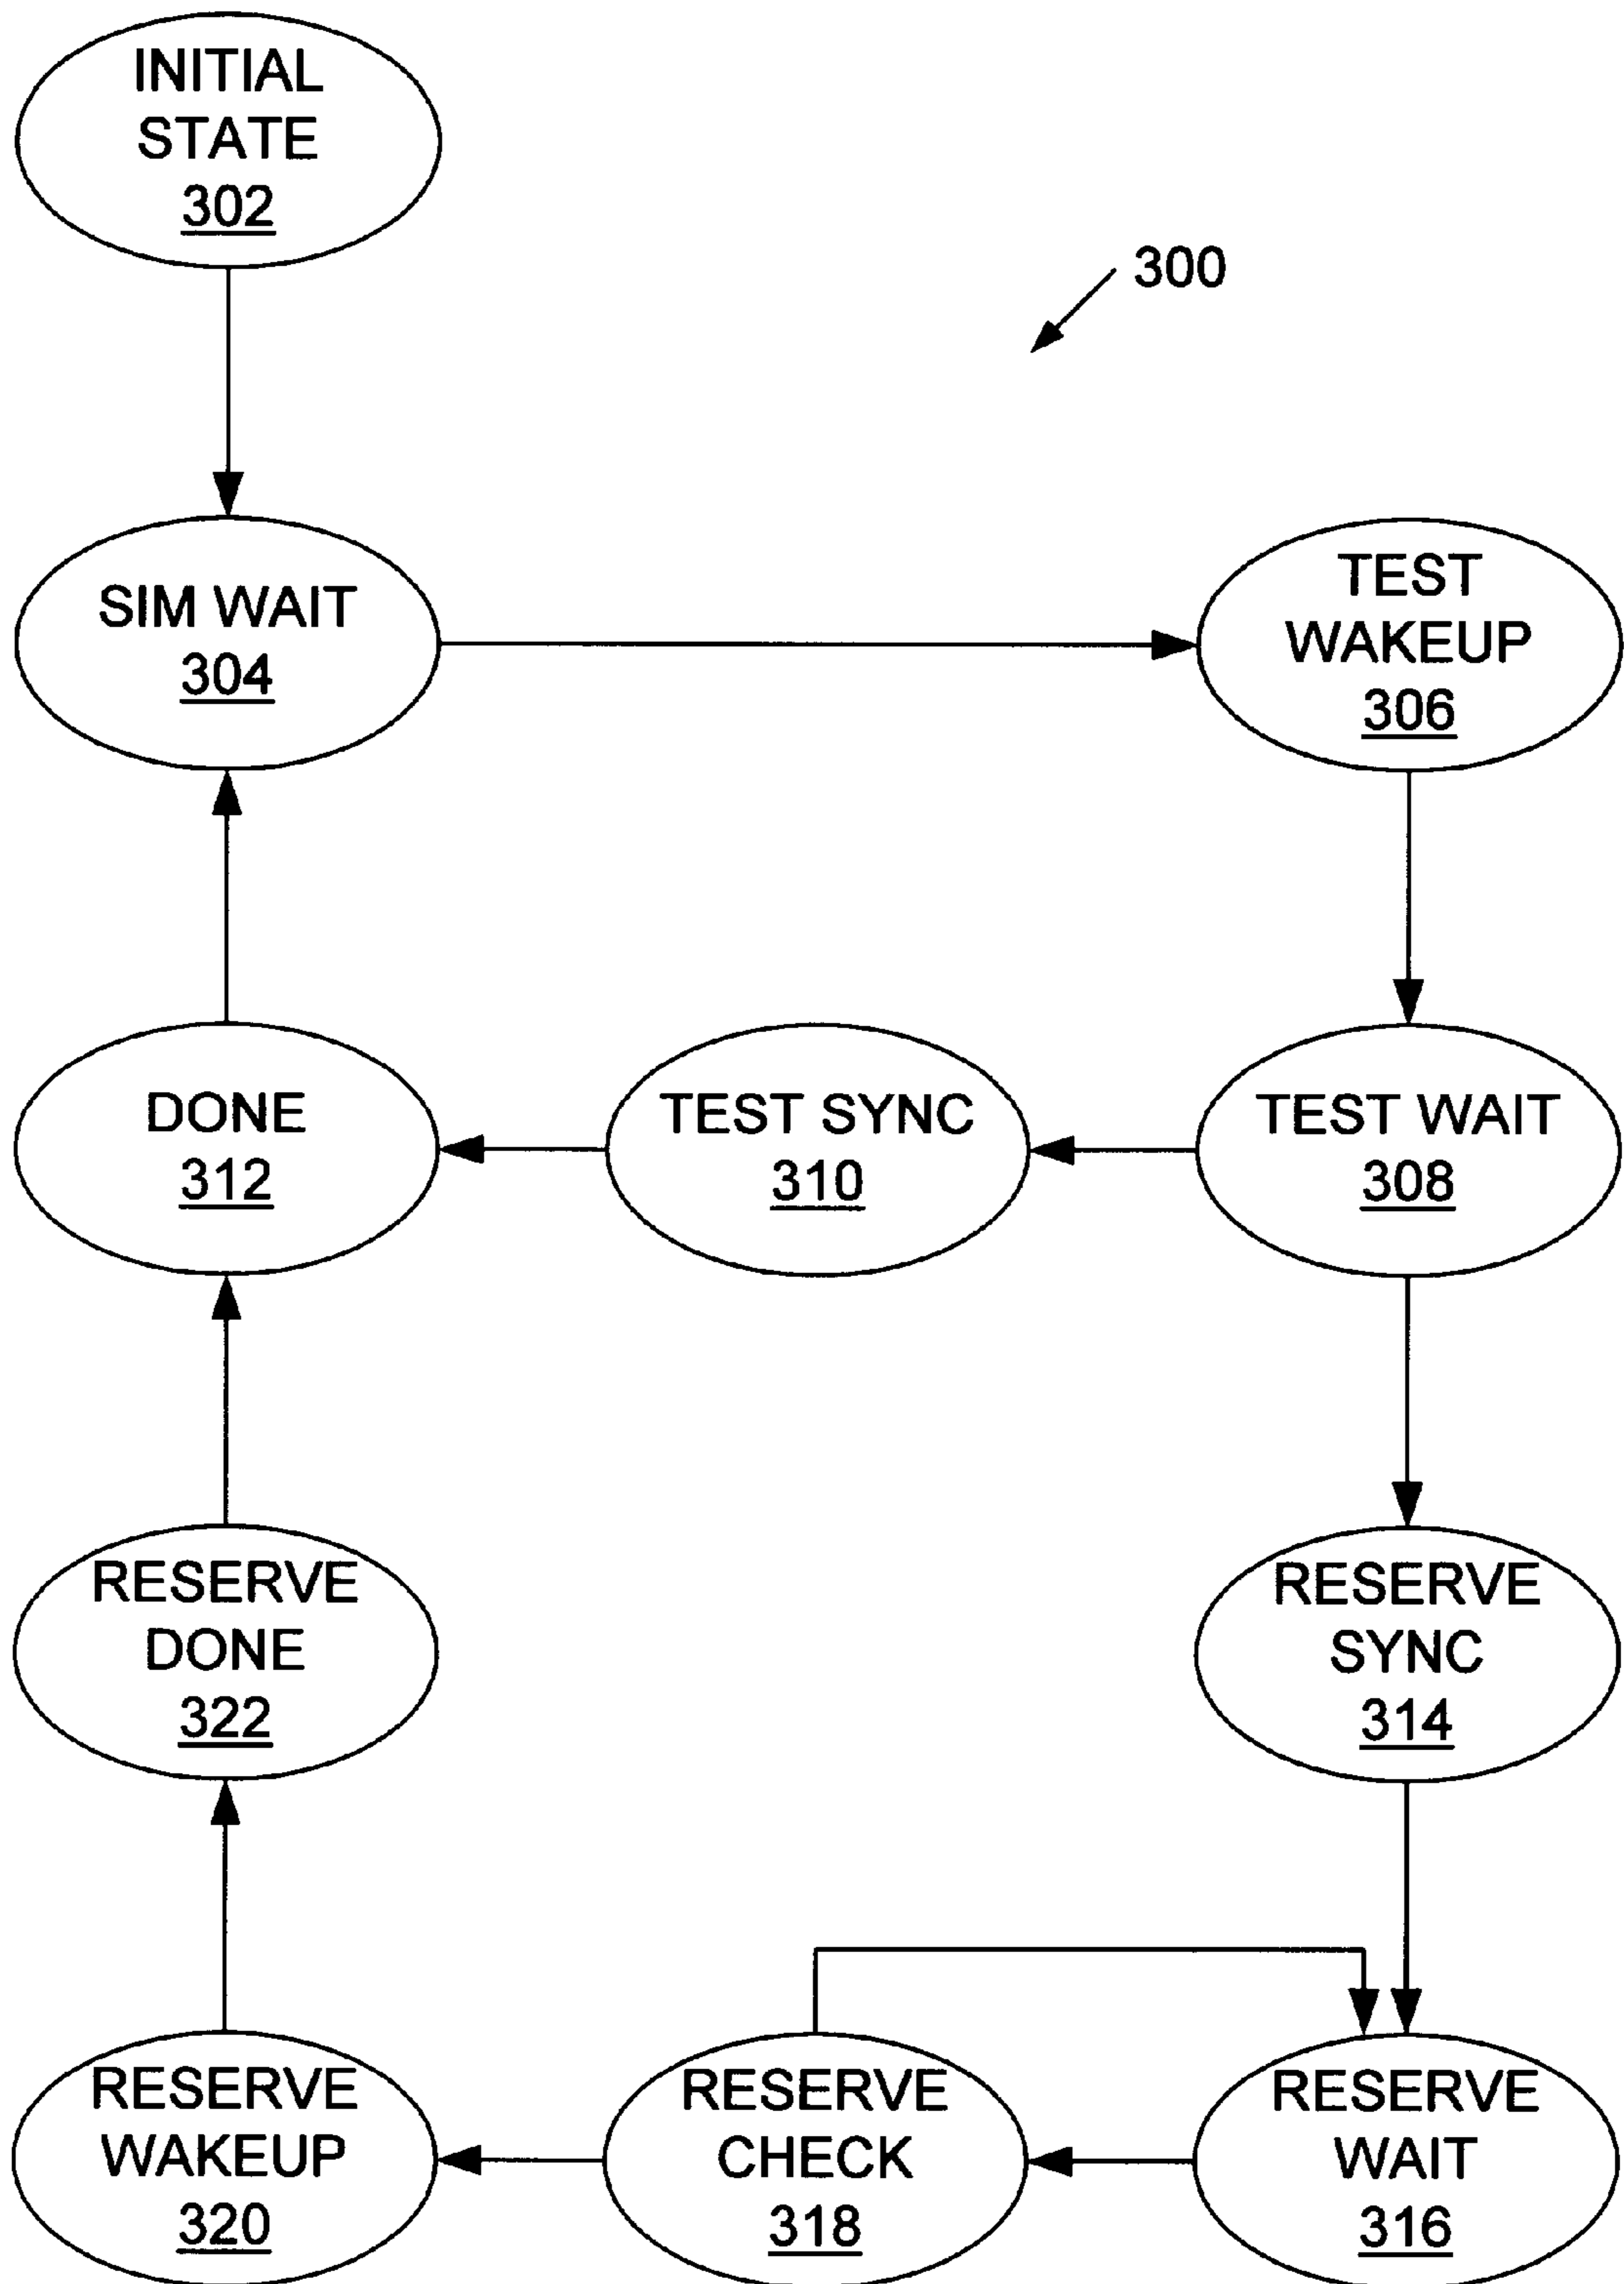 INITIAL
STATE
302
300
SIM WAIT
304
TEST
WAKEUP
306
DONE
312
TEST SYNC
310
TEST WAIT
308
RESERVE
DONE
322
RESERVE
SYNC
314
RESERVE
WAKEUP
320
RESERVE
CHECK
318
RESERVE
WAIT
316